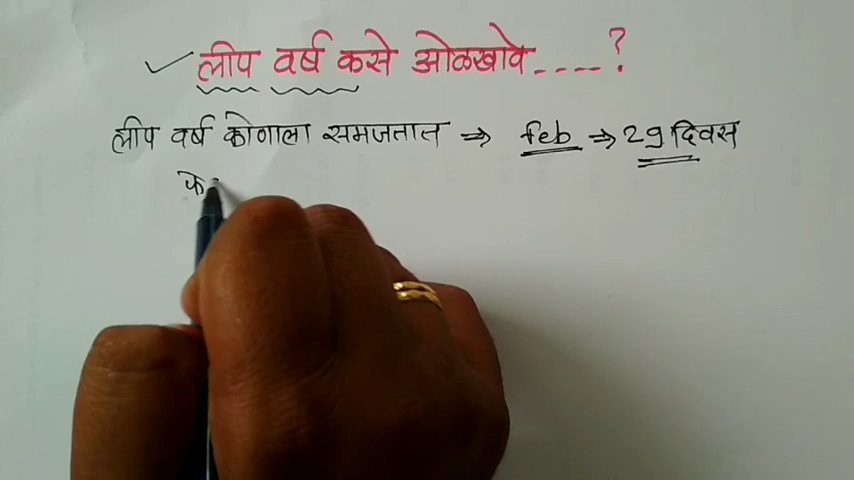 लीप वर्ष कसे ओळखावे----?
लीप वर्ष कोणाला समजतात ⇒ feb ⇒ 29 दिवस
फे